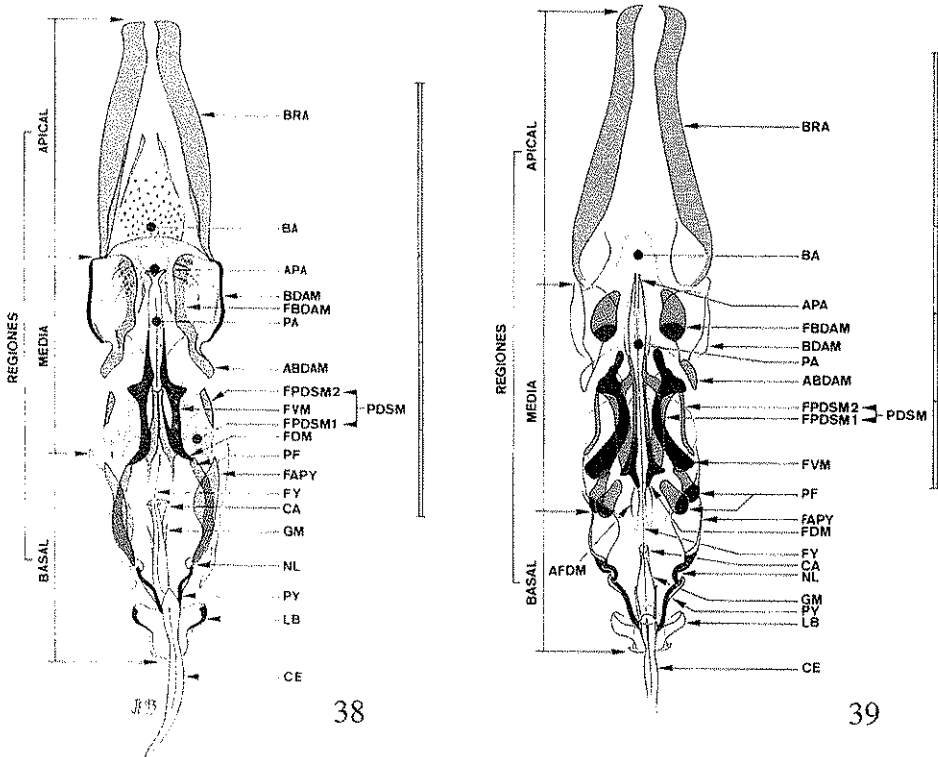 REGIONES
APICAL
MEDIA
BASAL
BRA
BA
APA
BDAM
FBDAM
PA
ABDAM
FPDSM2
FVM
PDSM
FPDSM1
FDM
PF
FAPY
FY
CA
GM
NL
PY
LB
CE
38
REGIONES
APICAL
MEDIA
BASAL
BRA
BA
APA
FBDAM
BDAM
PA
ABDAM
FPDSM2
FPDSM1
PDSM
FVM
PF
FAPY
FDM
AFDM
FY
CA
NL
GM
PY
LB
CE
39